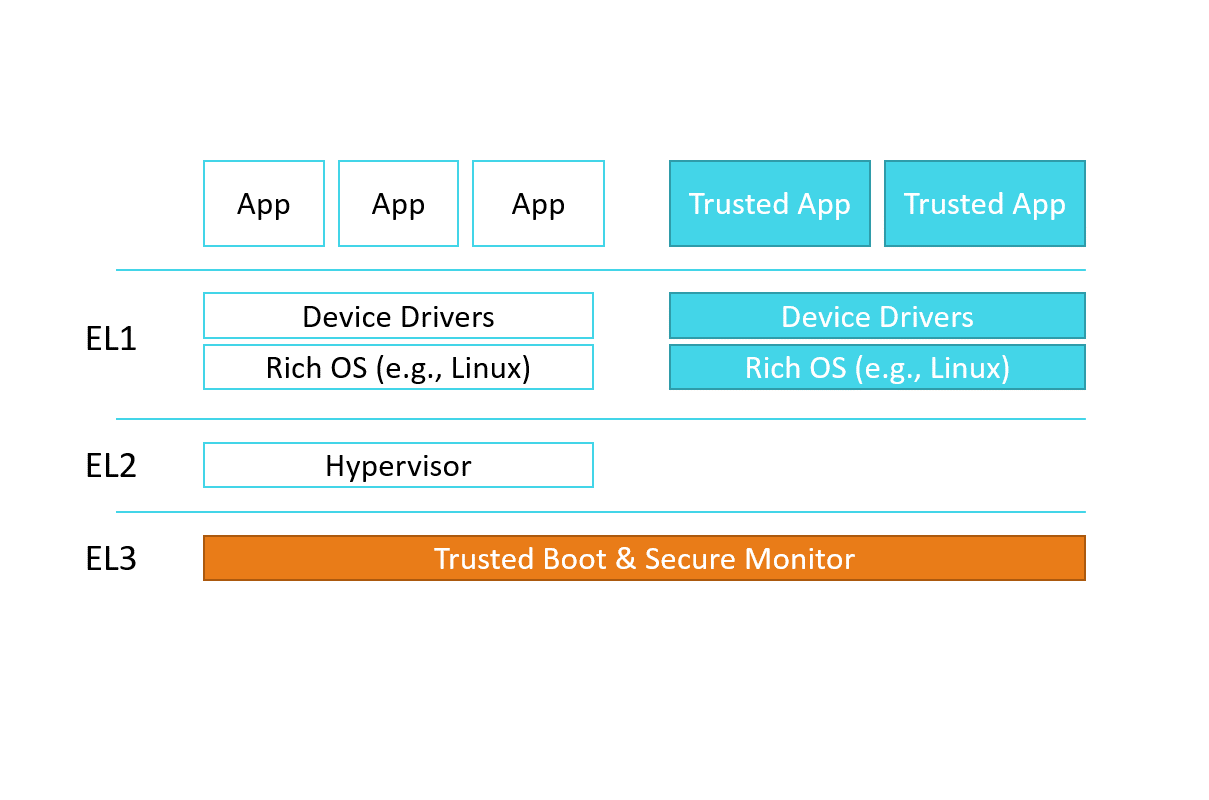 App
App
App
Trusted App
Trusted App
EL1
Device Drivers
Device Drivers
Rich OS (e.g., Linux)
Rich OS (e.g., Linux)
EL2
Hypervisor
EL3
Trusted Boot & Secure Monitor